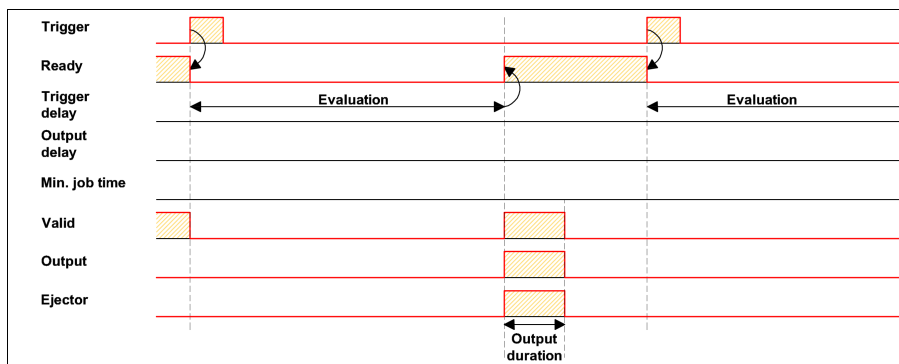 Trigger
Ready
Trigger
delay
Evaluation
Evaluation
Output
delay
Min. job time
Valid
Output
Ejector
Output
duration